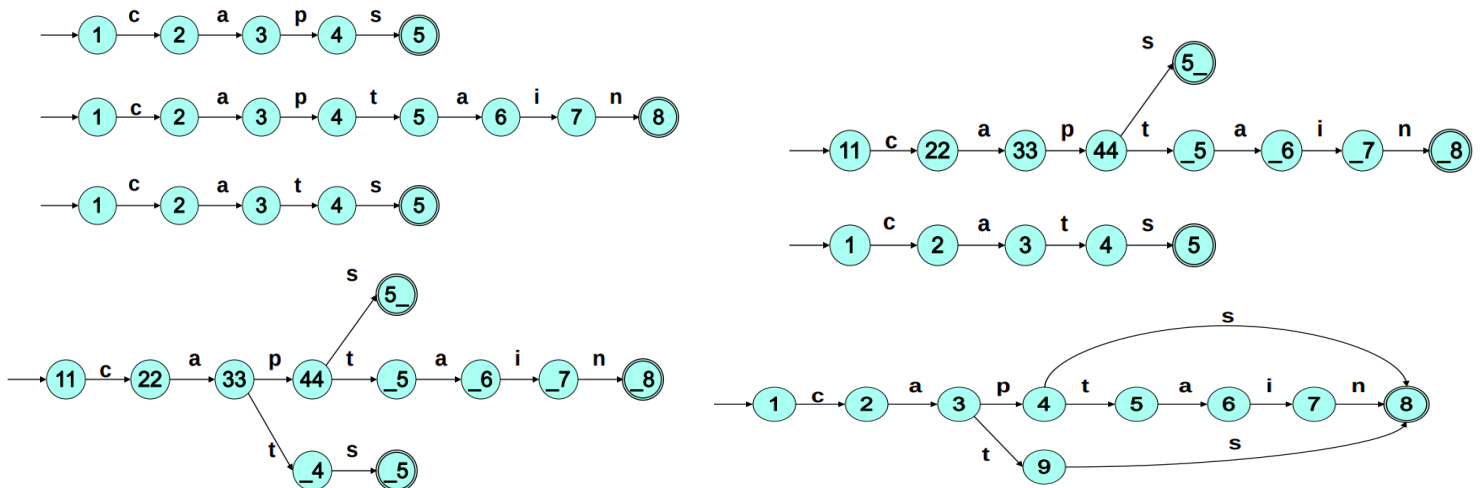 c a p s
1 2 3 4 5
c a p t a i n
1 2 3 4 5 6 7 8
c a t s
1 2 3 4 5
s
5_
c a p t a i n
11 22 33 44 _5 _6 _7 _8
t s
_4 _5
s
5_
c a p t a i n
11 22 33 44 _5 _6 _7 _8
c a t s
1 2 3 4 5
s
c a p t a i n
1 2 3 4 5 6 7 8
t s
9